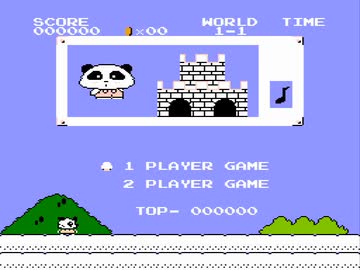 SCORE WORLD TIME
000000 ×00 1-1
1 PLAYER GAME
2 PLAYER GAME
TOP- 000000